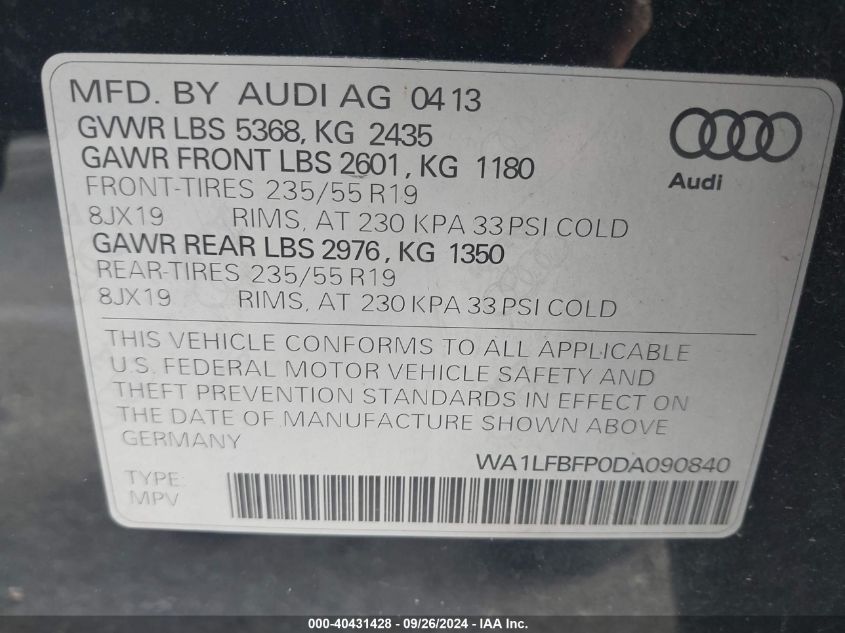 MFD. BY AUDI AG 0413
GVWR LBS 5368, KG 2435
GAWR FRONT LBS 2601, KG 1180
FRONT-TIRES 235/55 R19
8JX19 RIMS, AT 230 KPA 33 PSI COLD
GAWR REAR LBS 2976, KG 1350
REAR-TIRES 235/55 R19
8JX19 RIMS, AT 230 KPA 33 PSI COLD
Audi
THIS VEHICLE CONFORMS TO ALL APPLICABLE
U.S. FEDERAL MOTOR VEHICLE SAFETY AND
THEFT PREVENTION STANDARDS IN EFFECT ON
THE DATE OF MANUFACTURE SHOWN ABOVE
GERMANY
WA1LFBFP0DA090840
TYPE:
MPV
000-40431428 - 09/26/2024 - IAA Inc.